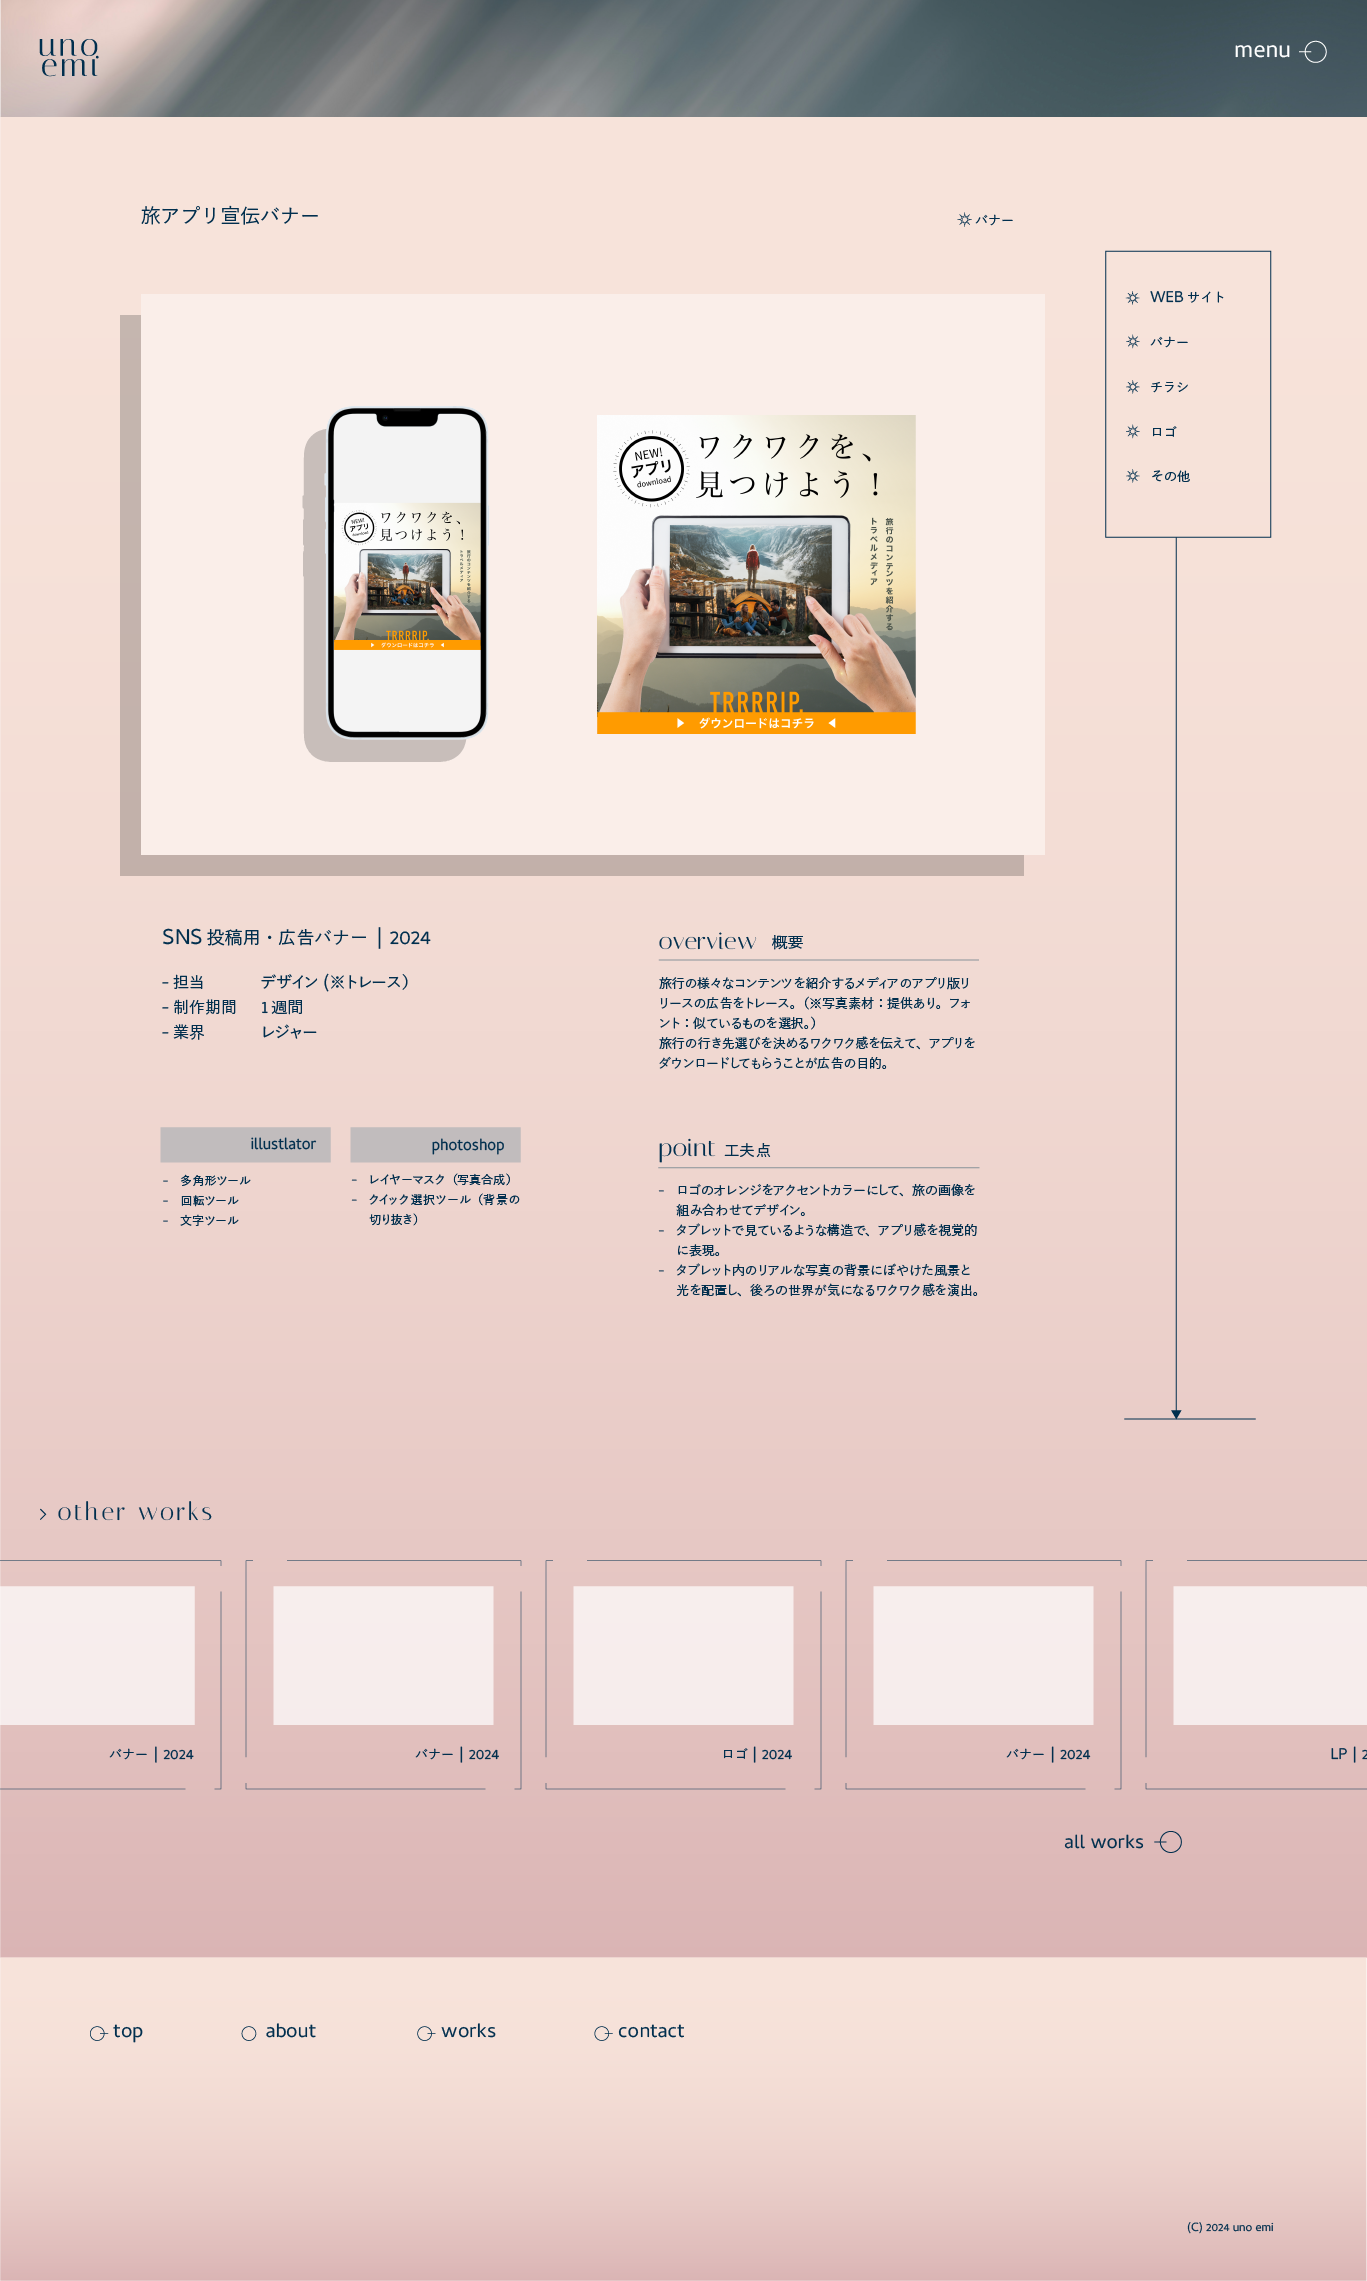 uno
emi
menu
旅アプリ宣伝バナー
バナー
WEB サイト
バナー
チラシ
ロゴ
その他
NEW!
アプリ
download
ワクワクを、
見つけよう！
旅行のコンテンツを紹介する
トラベルメディア
TRRRRIP.
ダウンロードはコチラ
NEW!
アプリ
download
ワクワクを、
見つけよう！
旅行のコンテンツを紹介する
トラベルメディア
TRRRRIP.
ダウンロードはコチラ
SNS 投稿用・広告バナー | 2024
- 担当 デザイン (※トレース）
- 制作期間 1 週間
- 業界 レジャー
illustlator
- 多角形ツール
- 回転ツール
- 文字ツール
photoshop
- レイヤーマスク（写真合成）
- クイック選択ツール（背景の
切り抜き）
overview 概要
旅行の様々なコンテンツを紹介するメディアのアプリ版リ
リースの広告をトレース。（※写真素材：提供あり。フォ
ント：似ているものを選択。）
旅行の行き先選びを決めるワクワク感を伝えて、アプリを
ダウンロードしてもらうことが広告の目的。
point 工夫点
- ロゴのオレンジをアクセントカラーにして、旅の画像を
組み合わせてデザイン。
- タブレットで見ているような構造で、アプリ感を視覚的
に表現。
- タブレット内のリアルな写真の背景にぼやけた風景と
光を配置し、後ろの世界が気になるワクワク感を演出。
> other works
バナー | 2024
バナー | 2024
ロゴ | 2024
バナー | 2024
LP | 2
all works
top
about
works
contact
(C) 2024 uno emi